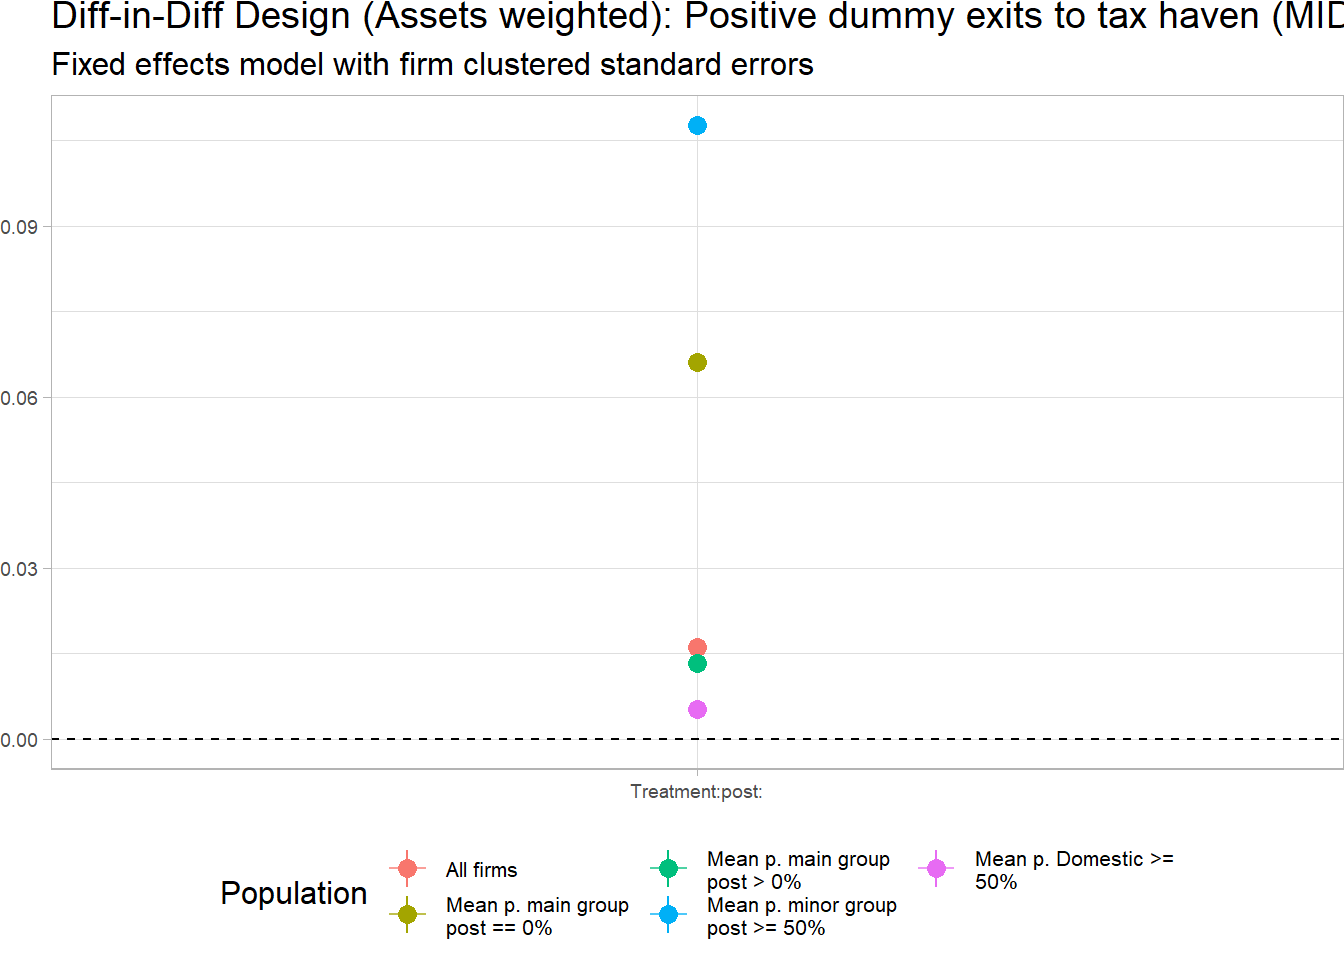 Diff-in-Diff Design (Assets weighted): Positive dummy exits to tax haven (MID
Fixed effects model with firm clustered standard errors
0.09
0.06
0.03
0.00
Treatment:post:
Population
All firms
Mean p. main group
post == 0%
Mean p. main group
post > 0%
Mean p. minor group
post >= 50%
Mean p. Domestic >=
50%